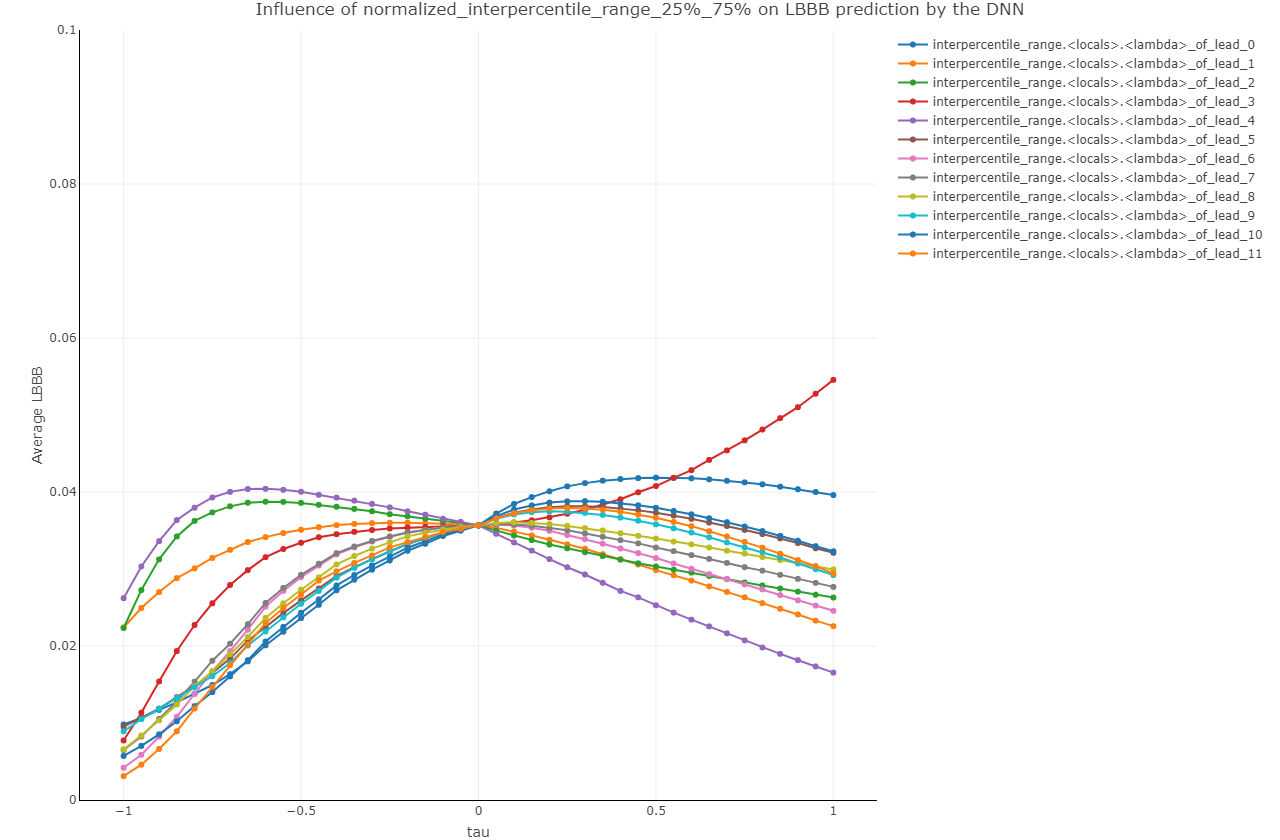 Influence of normalized_interpercentile_range_25%_75% on LBBB prediction by the DNN
0.1
0.08
0.06
0.04
0.02
0
Average LBBB
−1
−0.5
0
0.5
1
tau
interpercentile_range.<locals>.<lambda>_of_lead_0
interpercentile_range.<locals>.<lambda>_of_lead_1
interpercentile_range.<locals>.<lambda>_of_lead_2
interpercentile_range.<locals>.<lambda>_of_lead_3
interpercentile_range.<locals>.<lambda>_of_lead_4
interpercentile_range.<locals>.<lambda>_of_lead_5
interpercentile_range.<locals>.<lambda>_of_lead_6
interpercentile_range.<locals>.<lambda>_of_lead_7
interpercentile_range.<locals>.<lambda>_of_lead_8
interpercentile_range.<locals>.<lambda>_of_lead_9
interpercentile_range.<locals>.<lambda>_of_lead_10
interpercentile_range.<locals>.<lambda>_of_lead_11